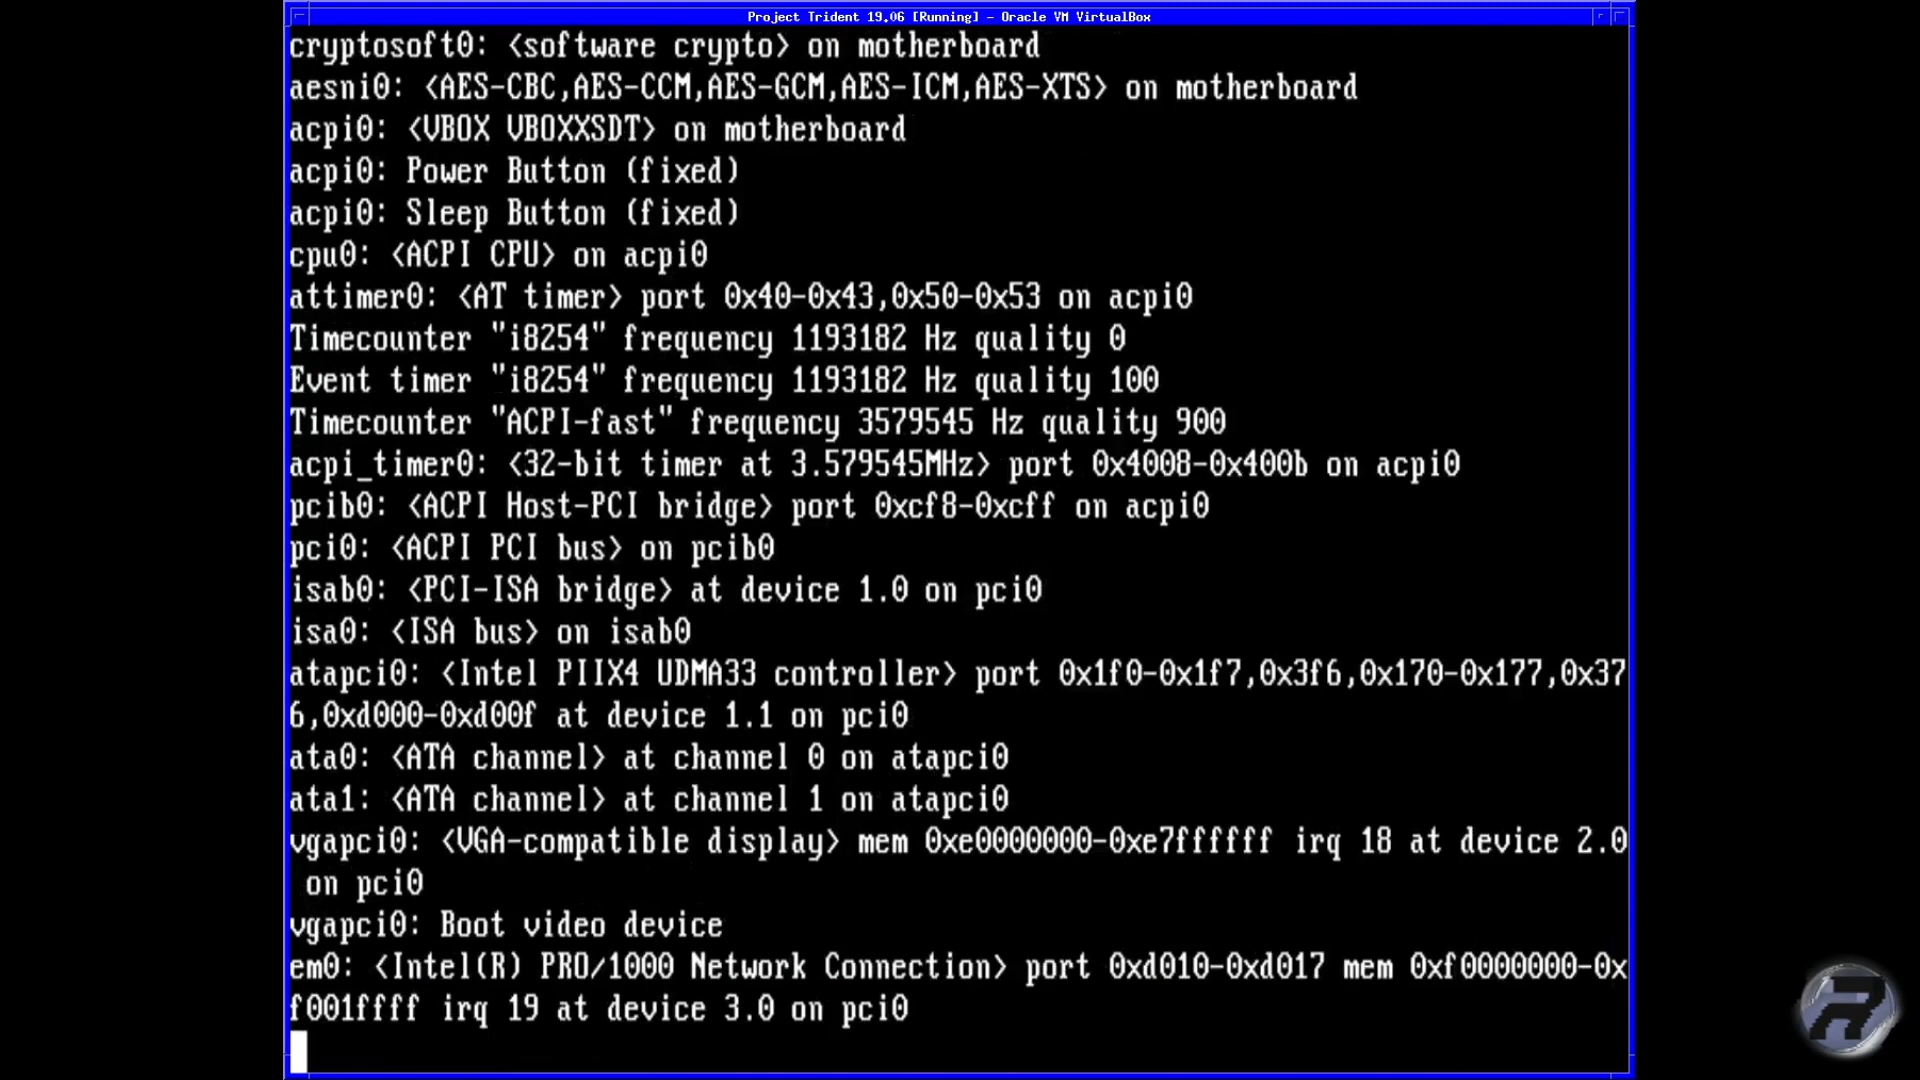 Project Trident 19.06 [Running] - Oracle VM VirtualBox
cryptosoft0: <software crypto> on motherboard
aesni0: <AES-CBC,AES-CCM,AES-GCM,AES-ICM,AES-XTS> on motherboard
acpi0: <VBOX VBOXXSDT> on motherboard
acpi0: Power Button (fixed)
acpi0: Sleep Button (fixed)
cpu0: <ACPI CPU> on acpi0
attimer0: <AT timer> port 0x40-0x43,0x50-0x53 on acpi0
Timecounter "i8254" frequency 1193182 Hz quality 0
Event timer "i8254" frequency 1193182 Hz quality 100
Timecounter "ACPI-fast" frequency 3579545 Hz quality 900
acpi_timer0: <32-bit timer at 3.579545MHz> port 0x4008-0x400b on acpi0
pcib0: <ACPI Host-PCI bridge> port 0xcf8-0xcff on acpi0
pci0: <ACPI PCI bus> on pcib0
isab0: <PCI-ISA bridge> at device 1.0 on pci0
isa0: <ISA bus> on isab0
atapci0: <Intel PIIX4 UDMA33 controller> port 0x1f0-0x1f7,0x3f6,0x170-0x177,0x37
6,0xd000-0xd00f at device 1.1 on pci0
ata0: <ATA channel> at channel 0 on atapci0
ata1: <ATA channel> at channel 1 on atapci0
vgapci0: <VGA-compatible display> mem 0xe0000000-0xe7ffffff irq 18 at device 2.0
 on pci0
vgapci0: Boot video device
em0: <Intel(R) PRO/1000 Network Connection> port 0xd010-0xd017 mem 0xf0000000-0x
f001ffff irq 19 at device 3.0 on pci0